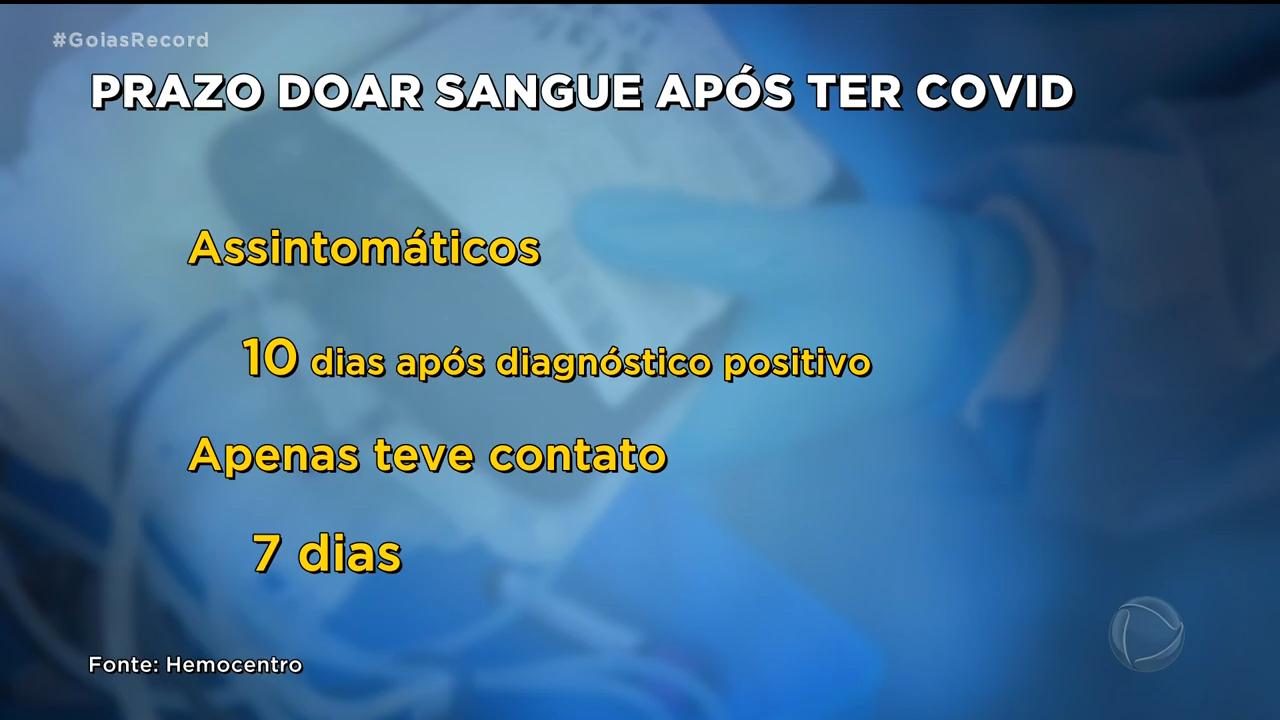 #GoiasRecord
PRAZO DOAR SANGUE APÓS TER COVID
Assintomáticos
10 dias após diagnóstico positivo
Apenas teve contato
7 dias
Fonte: Hemocentro